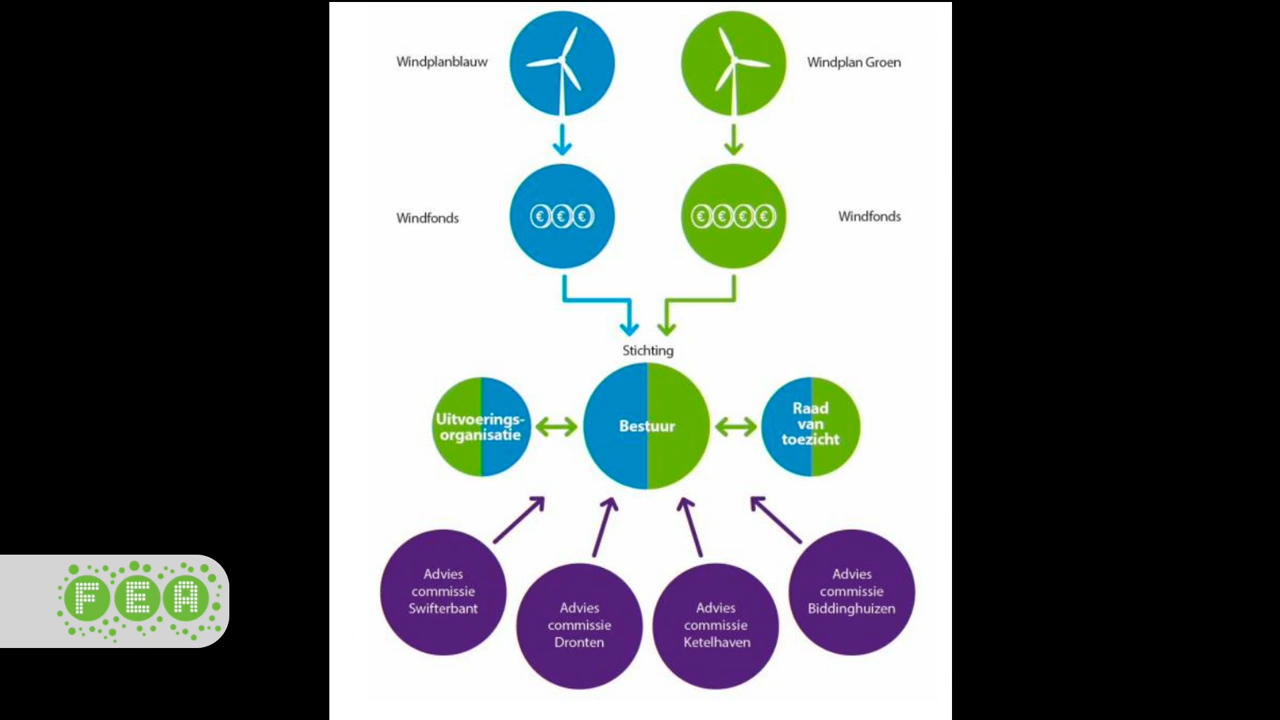 Windplanblauw
Windplan Groen
Windfonds
€€€
€€€€
Windfonds
Stichting
Uitvoerings-
organisatie
Bestuur
Raad
van
toezicht
Advies
commissie
Swifterbant
Advies
commissie
Dronten
Advies
commissie
Ketelhaven
Advies
commissie
Biddinghuizen
FEA